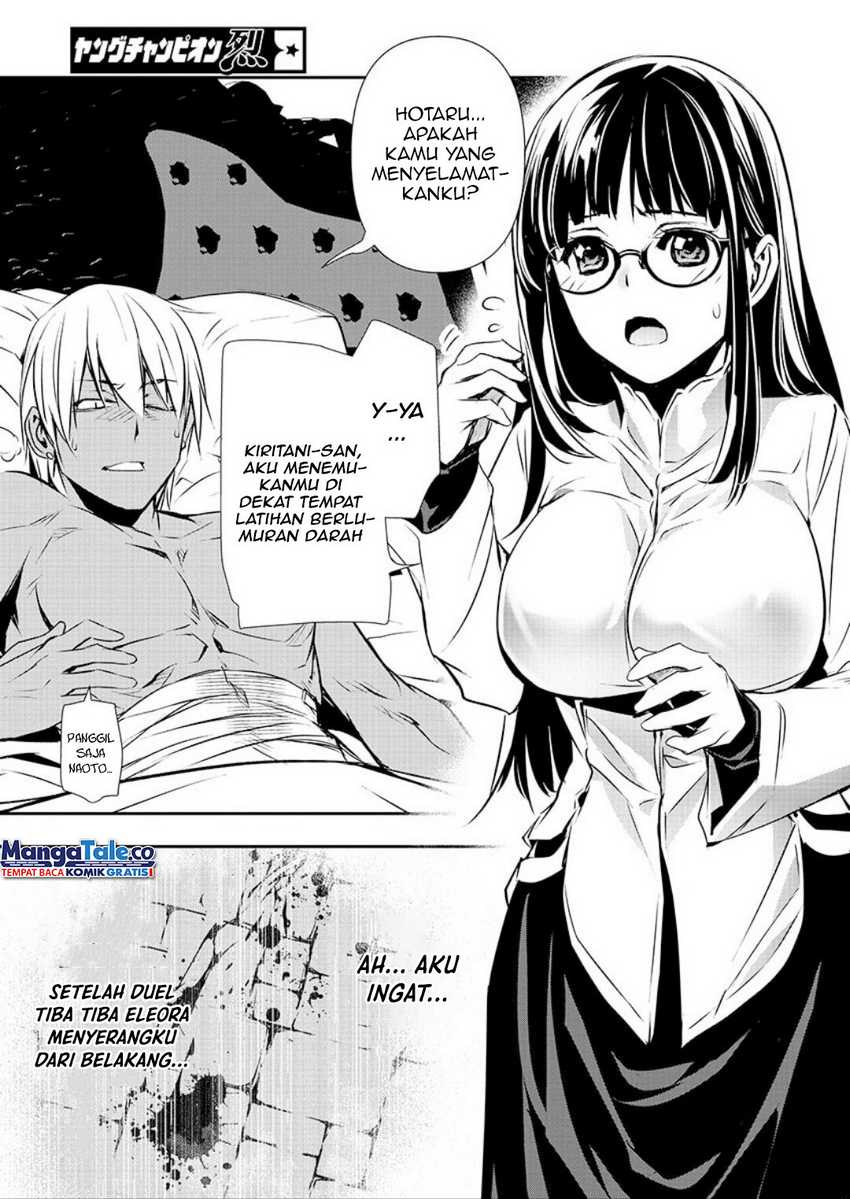 ヤングチャンピオン烈
HOTARU...
APAKAH
KAMU YANG
MENYELAMAT-
KANKU?
Y-YA
...
KIRITANI-SAN,
AKU MENEMU-
KANMU DI
DEKAT TEMPAT
LATIHAN BERLU-
MURAN DARAH
PANGGIL
SAJA
NAOTO...
MangaTale.co
TEMPAT BACA KOMIK GRATIS!
AH... AKU
INGAT...
SETELAH DUEL
TIBA TIBA ELEORA
MENYERANGKU
DARI BELAKANG...